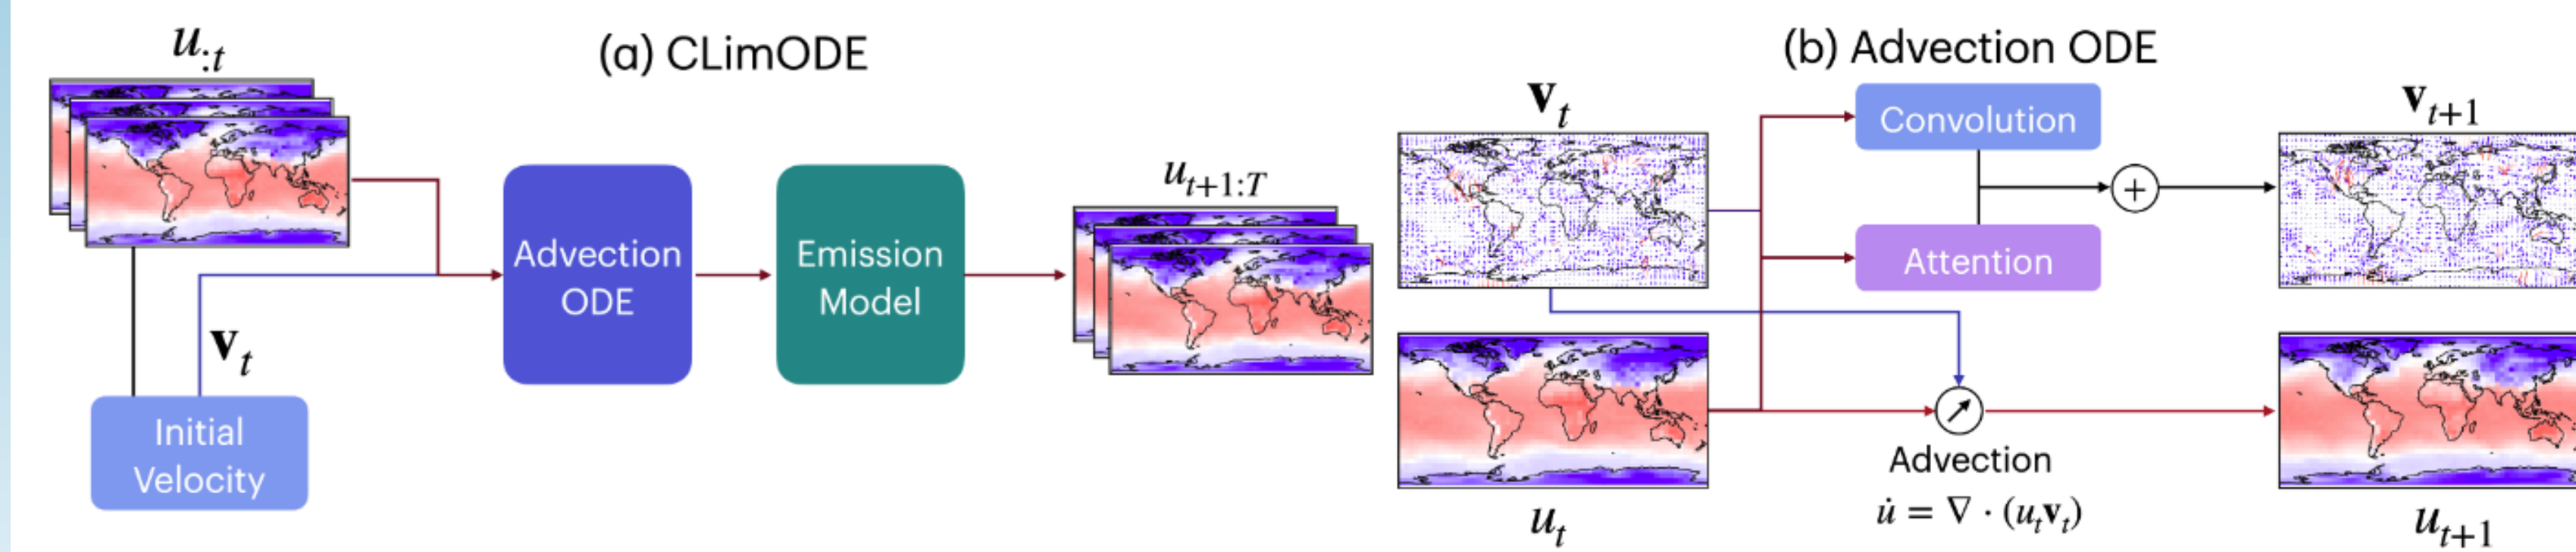 (a) CLimODE
u:t
Advection
ODE
Emission
Model
ut+1:T
vt
Initial
Velocity
(b) Advection ODE
vt
Convolution
vt+1
+
Attention
Advection
u̇ = ∇ · (utvt)
ut
ut+1